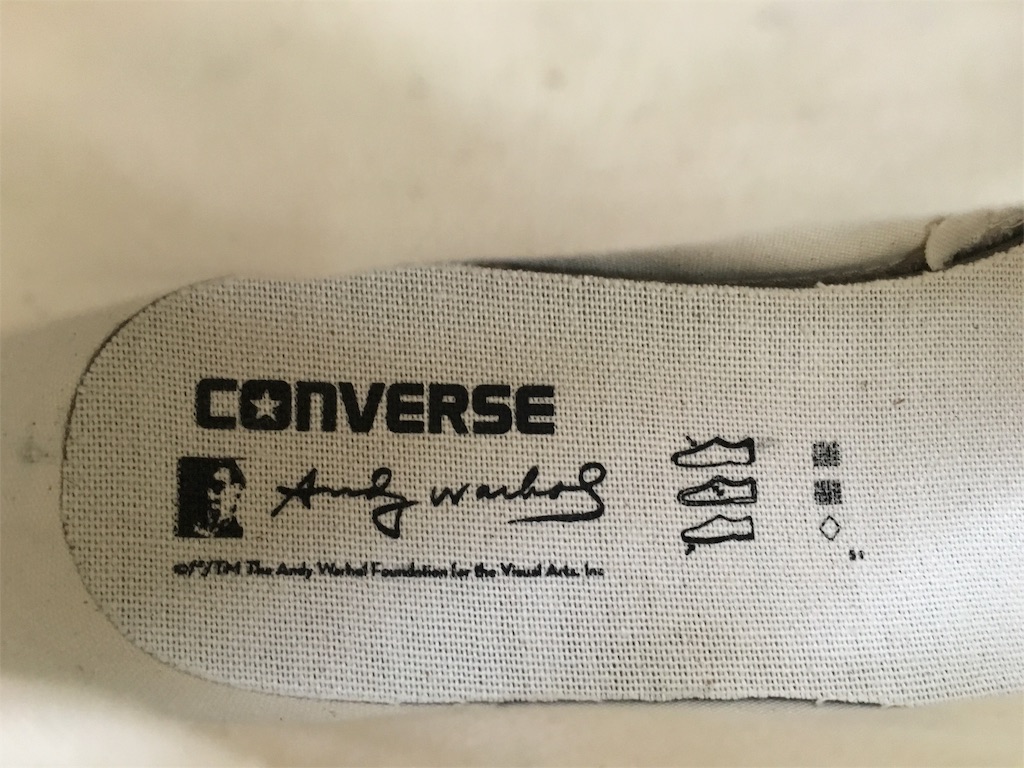 CONVERSE
Andy Warhol
©/®/TM The Andy Warhol Foundation for the Visual Arts, Inc